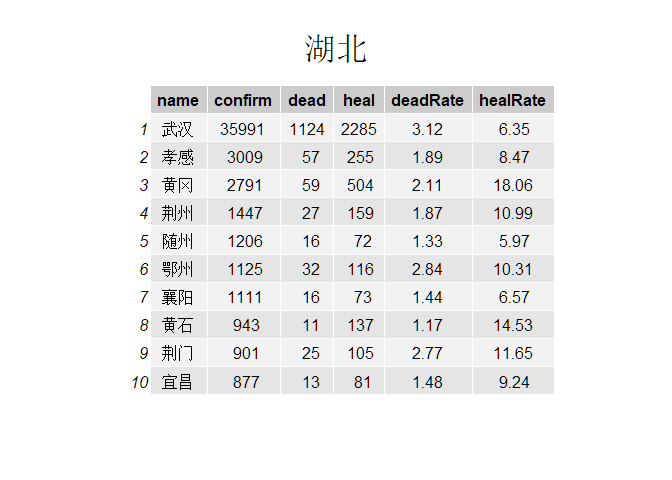 湖北
name confirm dead heal deadRate healRate
1 武汉 35991 1124 2285 3.12 6.35
2 孝感 3009 57 255 1.89 8.47
3 黄冈 2791 59 504 2.11 18.06
4 荆州 1447 27 159 1.87 10.99
5 随州 1206 16 72 1.33 5.97
6 鄂州 1125 32 116 2.84 10.31
7 襄阳 1111 16 73 1.44 6.57
8 黄石 943 11 137 1.17 14.53
9 荆门 901 25 105 2.77 11.65
10 宜昌 877 13 81 1.48 9.24